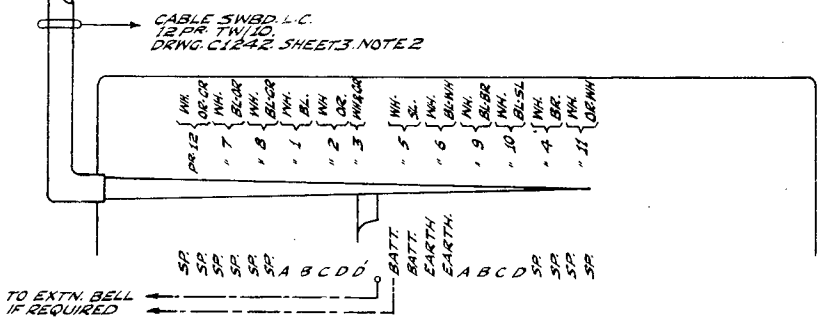 CABLE SWBD. L.C.
12 PR. TW/10.
DRWG. C1242. SHEET 3. NOTE 2
WH. OR-GR WH. BL-OR WH. BL-GR WH. BL. WH OR. WH&GR WH. SL. WH. BL-WH WH. BL-BR WH. BL-SL WH. BR. WH. OR-WH
PR. 12 " 7 " 8 " 1 " 2 " 3 " 5 " 6 " 9 " 10 " 4 " 11
SP. SP. SP. SP. SP. SP. A B C D D' BATT. BATT. EARTH EARTH. A B C D SP. SP. SP. SP.
TO EXTN. BELL
IF REQUIRED